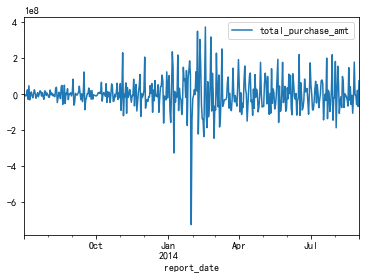 1e8
total_purchase_amt
4
2
0
−2
−4
−6
Oct
Jan
2014
Apr
Jul
report_date